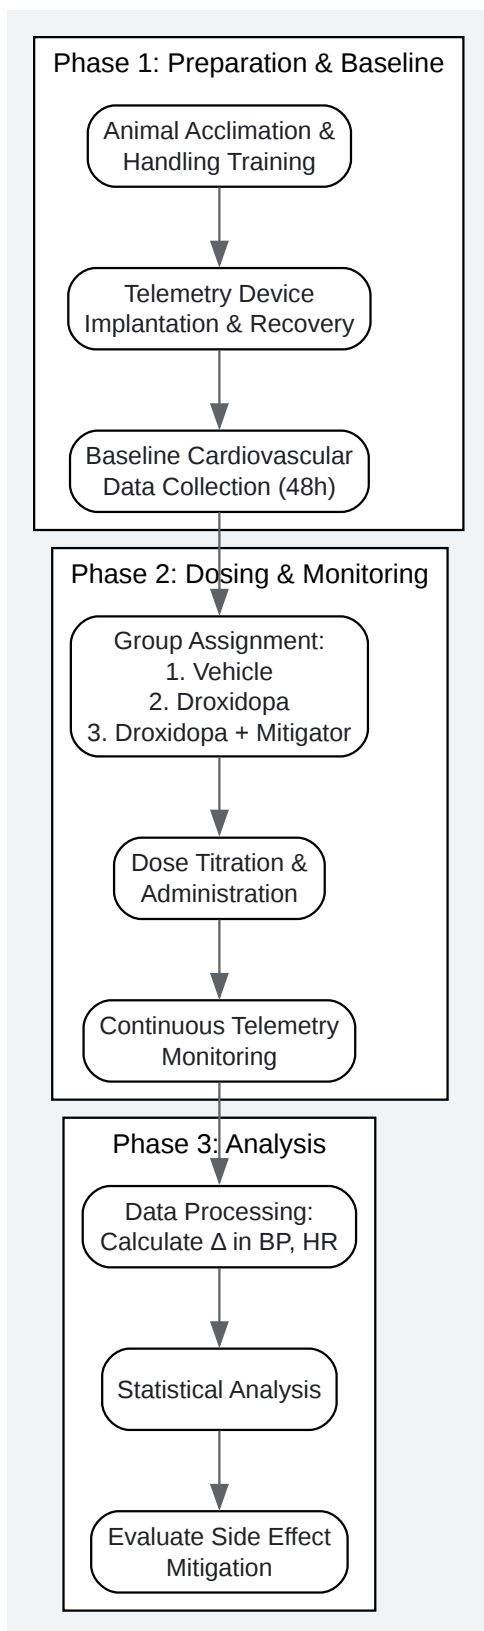 Phase 1: Preparation & Baseline
Animal Acclimation &
Handling Training
Telemetry Device
Implantation & Recovery
Baseline Cardiovascular
Data Collection (48h)
Phase 2: Dosing & Monitoring
Group Assignment:
1. Vehicle
2. Droxidopa
3. Droxidopa + Mitigator
Dose Titration &
Administration
Continuous Telemetry
Monitoring
Phase 3: Analysis
Data Processing:
Calculate Δ in BP, HR
Statistical Analysis
Evaluate Side Effect
Mitigation